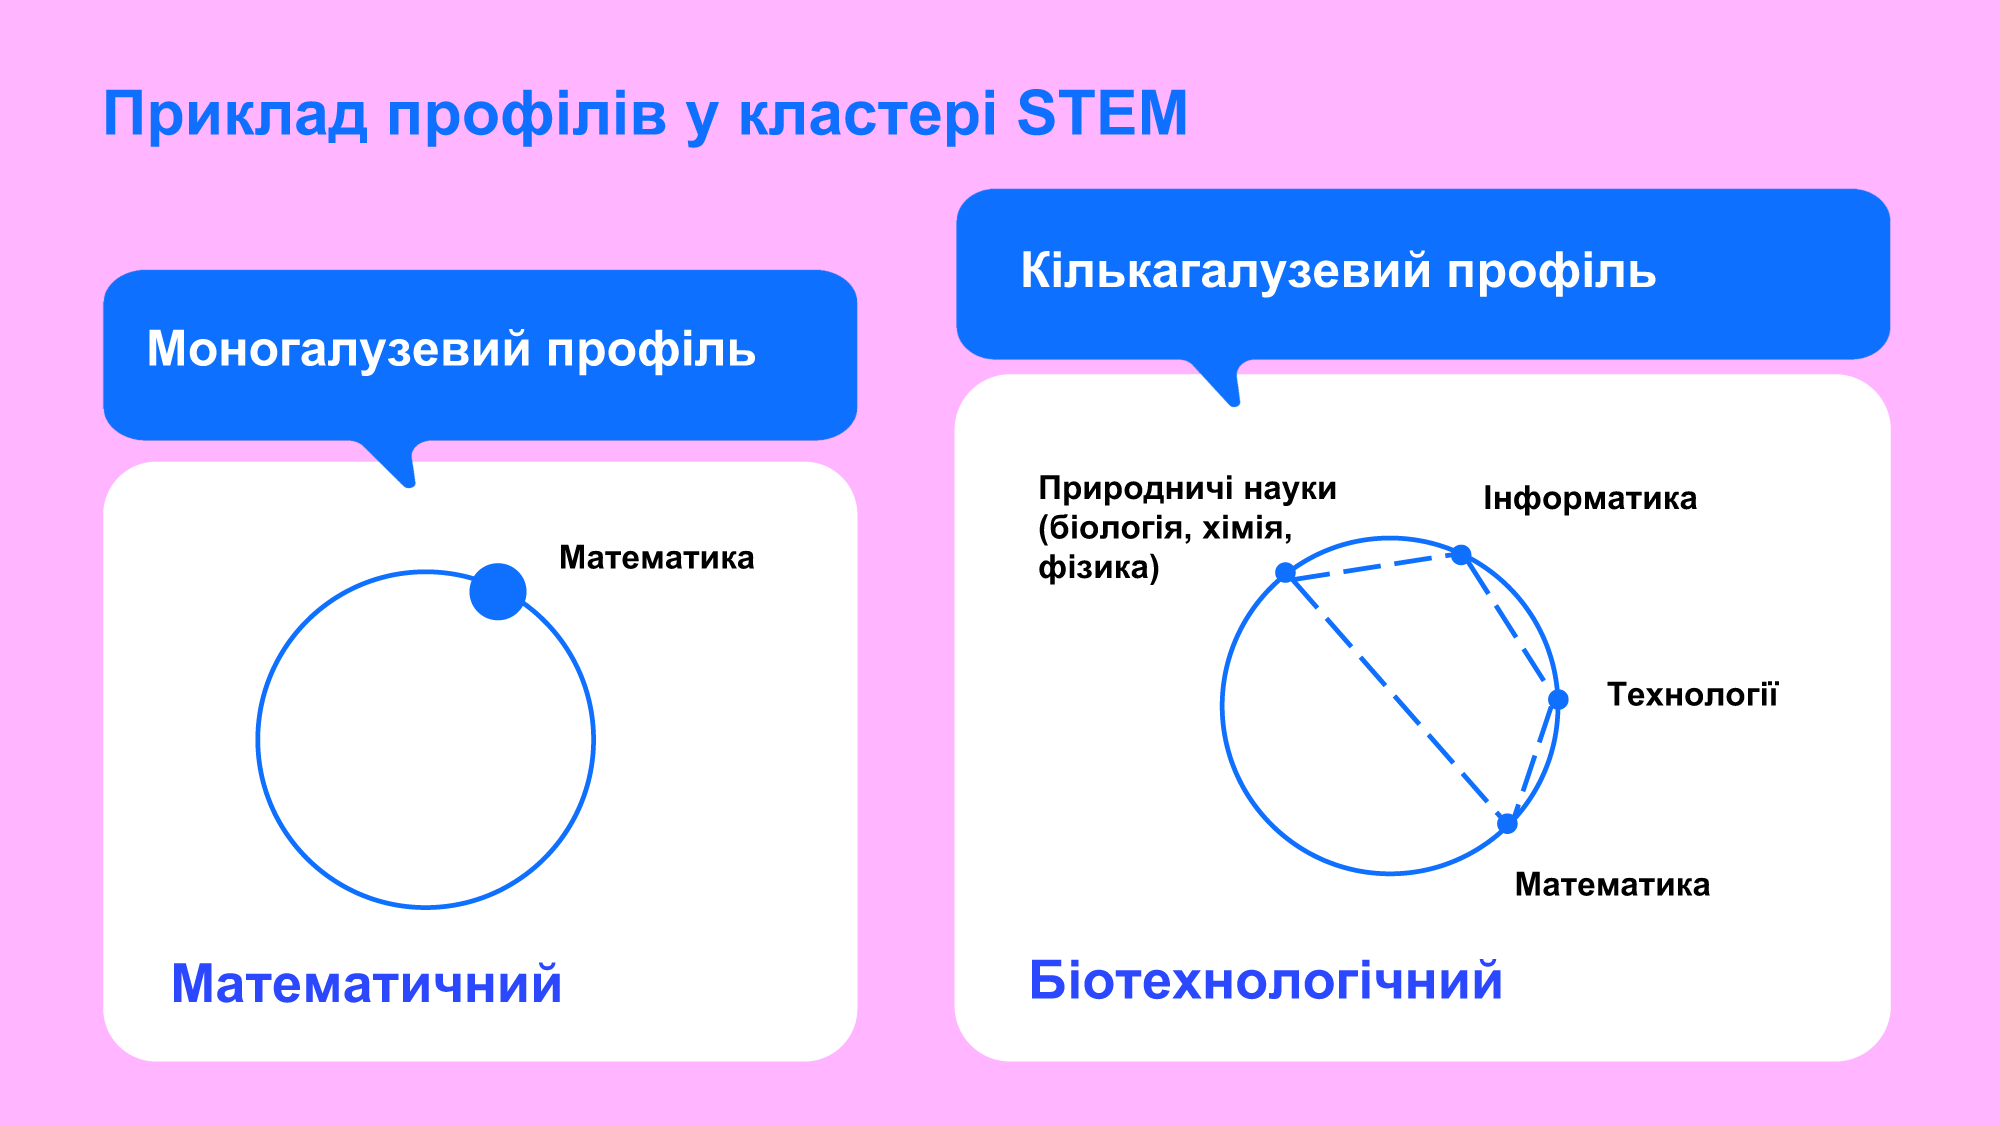 Приклад профілів у кластері STEM
Моногалузевий профіль
Математика
Математичний
Кількагалузевий профіль
Природничі науки
(біологія, хімія,
фізика)
Інформатика
Технології
Математика
Біотехнологічний